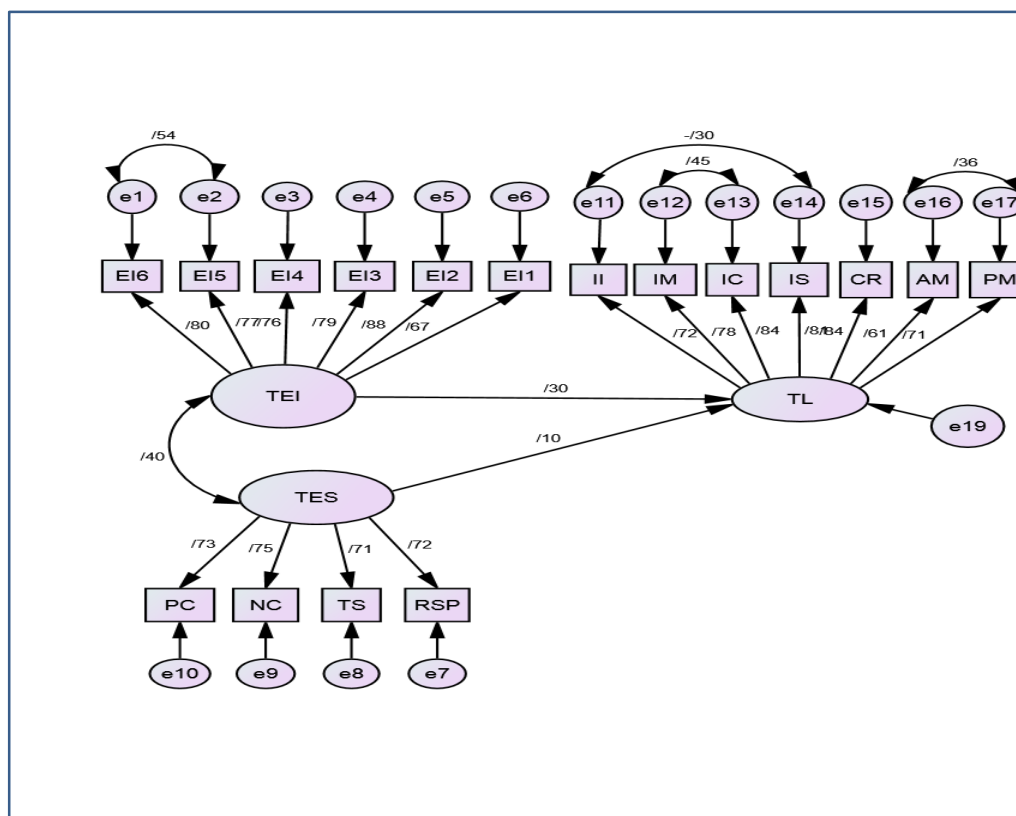 /54
-/30
/45
/36
e1 e2 e3 e4 e5 e6 e11 e12 e13 e14 e15 e16 e17
EI6 EI5 EI4 EI3 EI2 EI1 II IM IC IS CR AM PM
/80 /77 /76 /79 /88 /67 /72 /78 /84 /84 /61 /71
TEI /30 TL
e19
/40 /10
TES
/73 /75 /71 /72
PC NC TS RSP
e10 e9 e8 e7